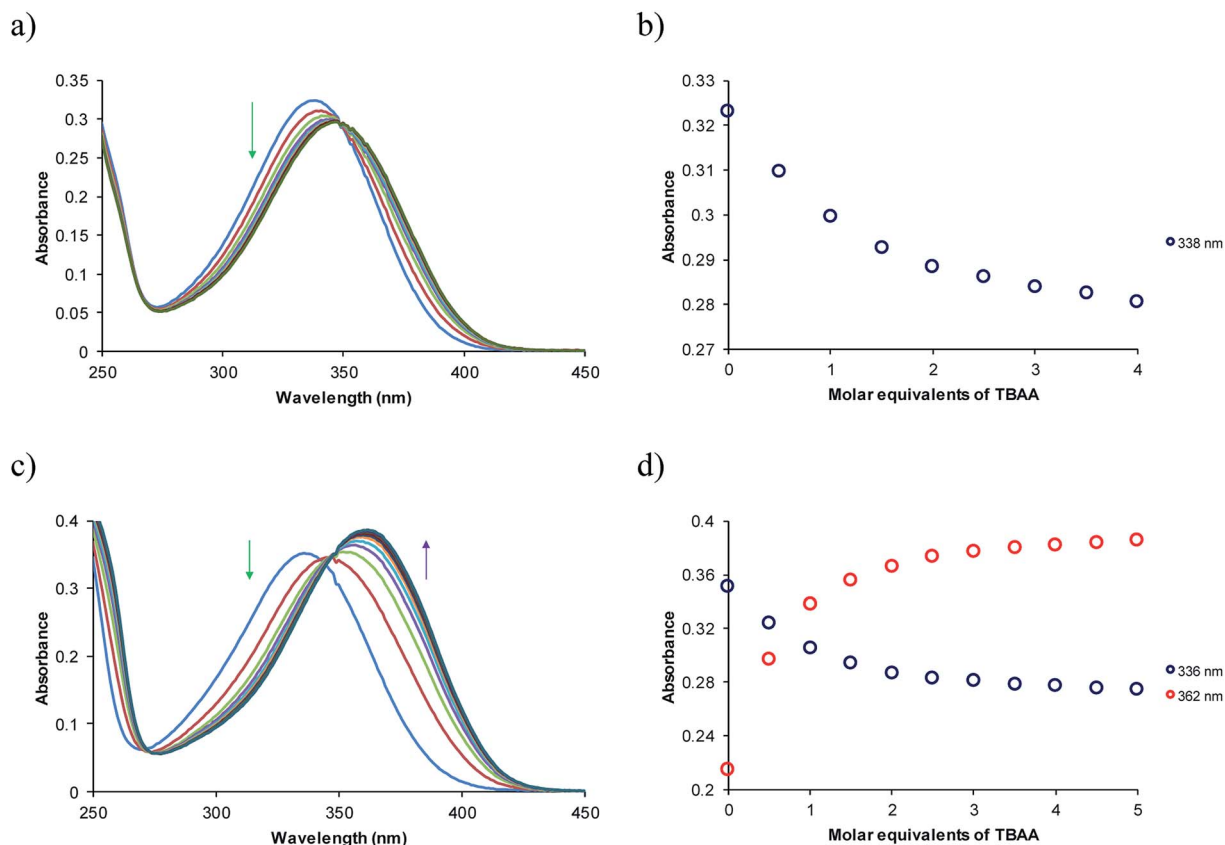 a)
0.35
0.3
0.25
0.2
0.15
0.1
0.05
0
Absorbance
250 300 350 400 450
Wavelength (nm)
b)
0.33
0.32
0.31
0.3
0.29
0.28
0.27
Absorbance
0 1 2 3 4
Molar equivalents of TBAA
338 nm
c)
0.4
0.3
0.2
0.1
0
Absorbance
250 300 350 400 450
Wavelength (nm)
d)
0.4
0.36
0.32
0.28
0.24
0.2
Absorbance
0 1 2 3 4 5
Molar equivalents of TBAA
336 nm
362 nm